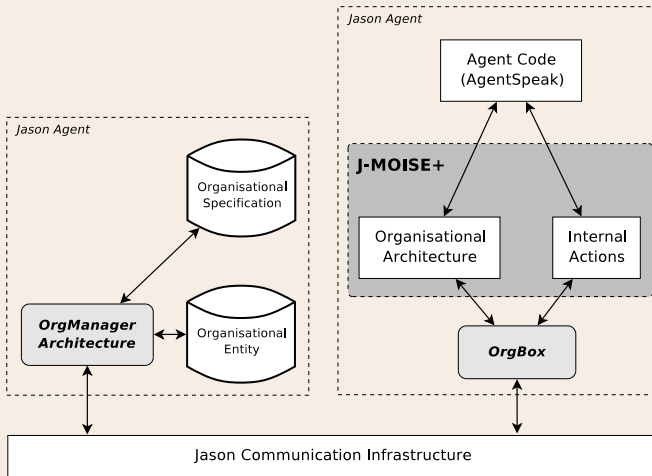 Jason Agent
Agent Code
(AgentSpeak)
J-MOISE+
Organisational
Architecture
Internal
Actions
OrgBox
Jason Agent
Organisational
Specification
OrgManager
Architecture
Organisational
Entity
Jason Communication Infrastructure